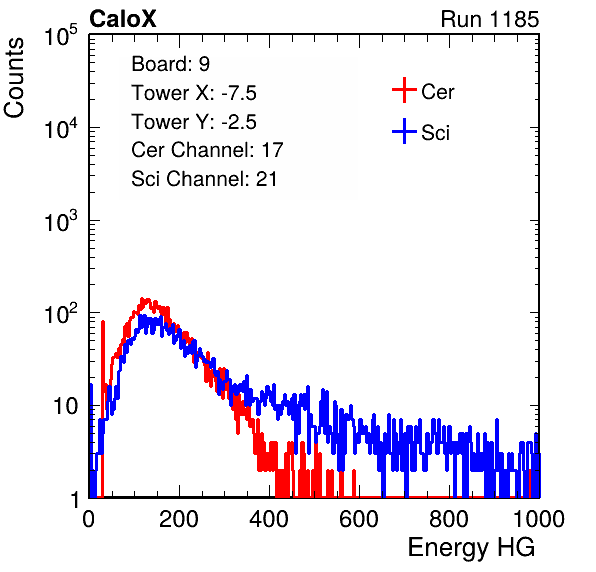 CaloX Run 1185
Counts
Board: 9
Tower X: -7.5
Tower Y: -2.5
Cer Channel: 17
Sci Channel: 21
Cer
Sci
10^5
10^4
10^3
10^2
10
1
0 200 400 600 800 1000
Energy HG